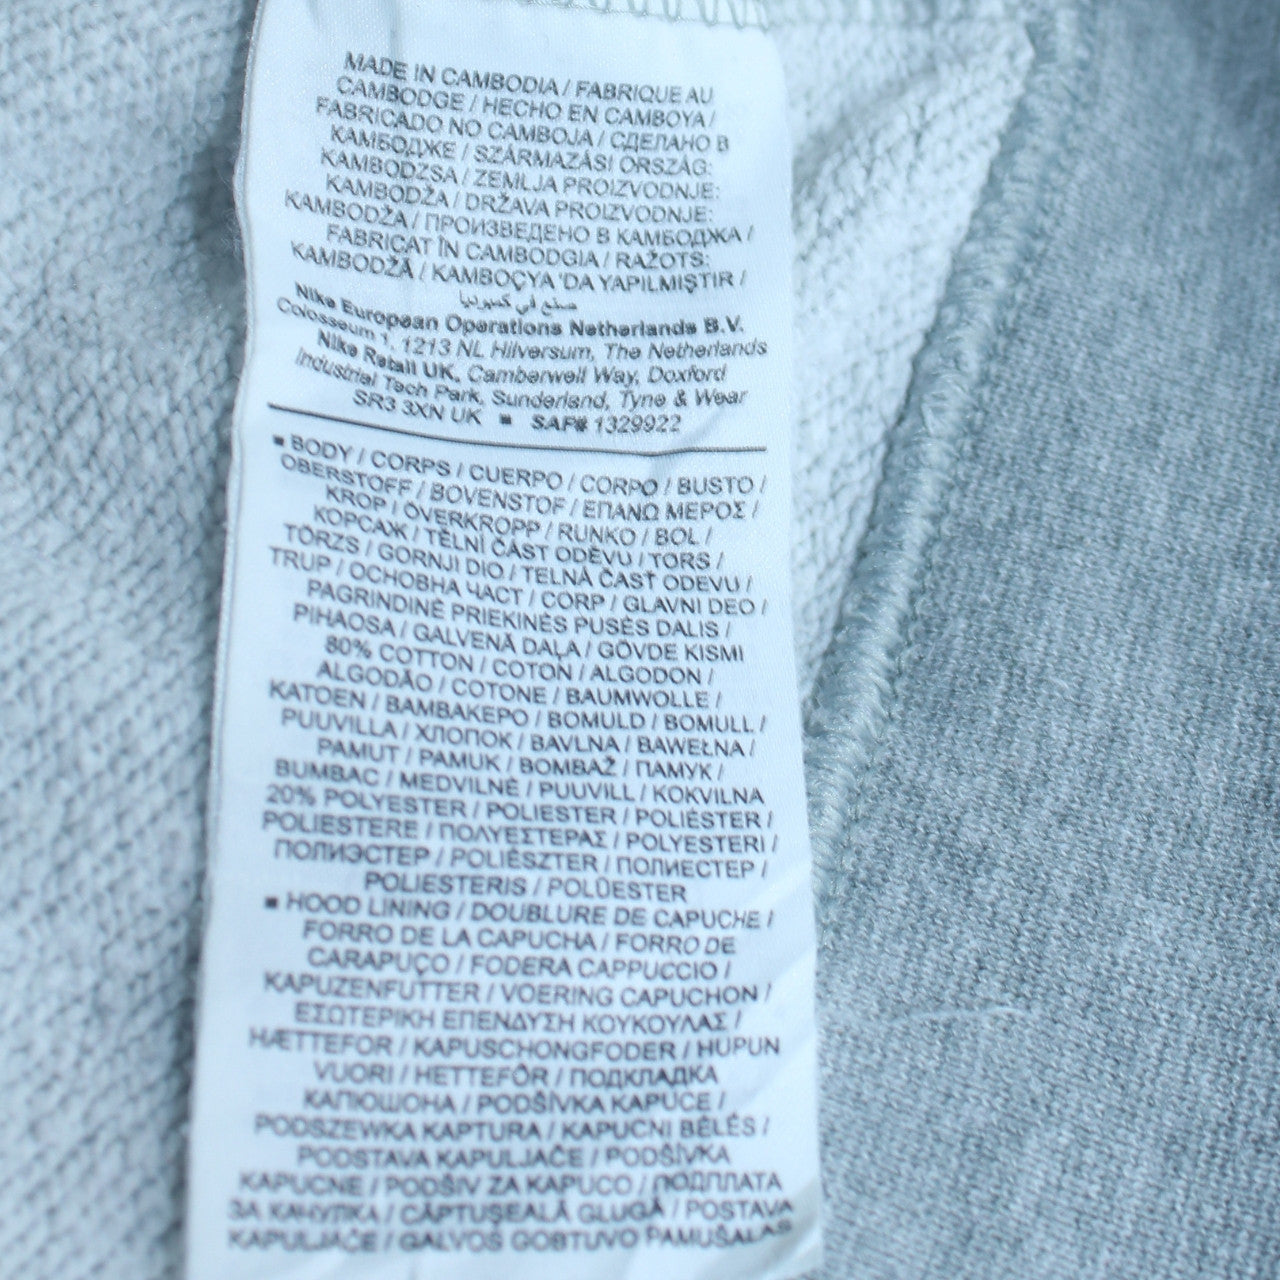 MADE IN CAMBODIA / FABRIQUE AU
CAMBODGE / HECHO EN CAMBOYA /
FABRICADO NO CAMBOJA / СДЕЛАНО В
КАМБОДЖЕ / SZÁRMAZÁSI ORSZÁG:
KAMBODZSA / ZEMLJA PROIZVODNJE:
KAMBODŽA / DRŽAVA PROIZVODNJE:
KAMBODŽA / ПРОИЗВЕДЕНО В КАМБОДЖА /
FABRICAT ÎN CAMBODGIA / RAŽOTS:
KAMBODŽĀ / KAMBOÇYA 'DA YAPILMIŞTIR /
صنع في كمبوديا
Nike European Operations Netherlands B.V.
Colosseum 1, 1213 NL Hilversum, The Netherlands
Nike Retail UK, Camberwell Way, Doxford
Industrial Tech Park, Sunderland, Tyne & Wear
SR3 3XN UK ■ SAF# 1329922
■ BODY / CORPS / CUERPO / CORPO / BUSTO /
OBERSTOFF / BOVENSTOF / ΕΠΑΝΩ ΜΕΡΟΣ /
KROP / OVERKROPP / RUNKO / BOL /
КОРСАЖ / TĚLNÍ ČÁST ODĚVU / TORS /
TÖRZS / GORNJI DIO / TELNÁ ČASŤ ODEVU /
TRUP / ОСНОВНА ЧАСТ / CORP / GLAVNI DEO /
PAGRINDINĖ PRIEKINĖS PUSĖS DALIS /
PIHAOSA / GALVENĀ DAĻA / GÖVDE KISMI
80% COTTON / COTON / ALGODON /
ALGODÃO / COTONE / BAUMWOLLE /
KATOEN / ΒΑΜΒΑΚΕΡΟ / BOMULD / BOMULL /
PUUVILLA / ХЛОПОК / BAVLNA / BAWEŁNA /
PAMUT / PAMUK / BOMBAŽ / ПАМУК /
BUMBAC / MEDVILNĖ / PUUVILL / KOKVILNA
20% POLYESTER / POLIESTER / POLIÉSTER /
POLIESTERE / ΠΟΛΥΕΣΤΕΡΑΣ / POLYESTERI /
ПОЛИЭСТЕР / POLIÉSZTER / ПОЛИЕСТЕР /
POLIESTERIS / POLÜESTER
■ HOOD LINING / DOUBLURE DE CAPUCHE /
FORRO DE LA CAPUCHA / FORRO DE
CARAPUÇO / FODERA CAPPUCCIO /
KAPUZENFUTTER / VOERING CAPUCHON /
ΕΣΩΤΕΡΙΚΗ ΕΠΕΝΔΥΣΗ ΚΟΥΚΟΥΛΑΣ /
HÆTTEFOR / KAPUSCHONGFODER / HUPUN
VUORI / HETTEFÔR / ПОДКЛАДКА
КАПЮШОНА / PODŠÍVKA KAPUCE /
PODSZEWKA KAPTURA / KAPUCNI BÉLÉS /
PODSTAVA KAPULJAČE / PODŠÍVKA
KAPUCNE / PODŠIV ZA KAPUCO / ПОДПЛАТА
ЗА КАЧУЛКА / CĂPTUȘEALĂ GLUGĂ / POSTAVA
KAPULJAČE / GALVOS GOBTUVO PAMUŠALAS